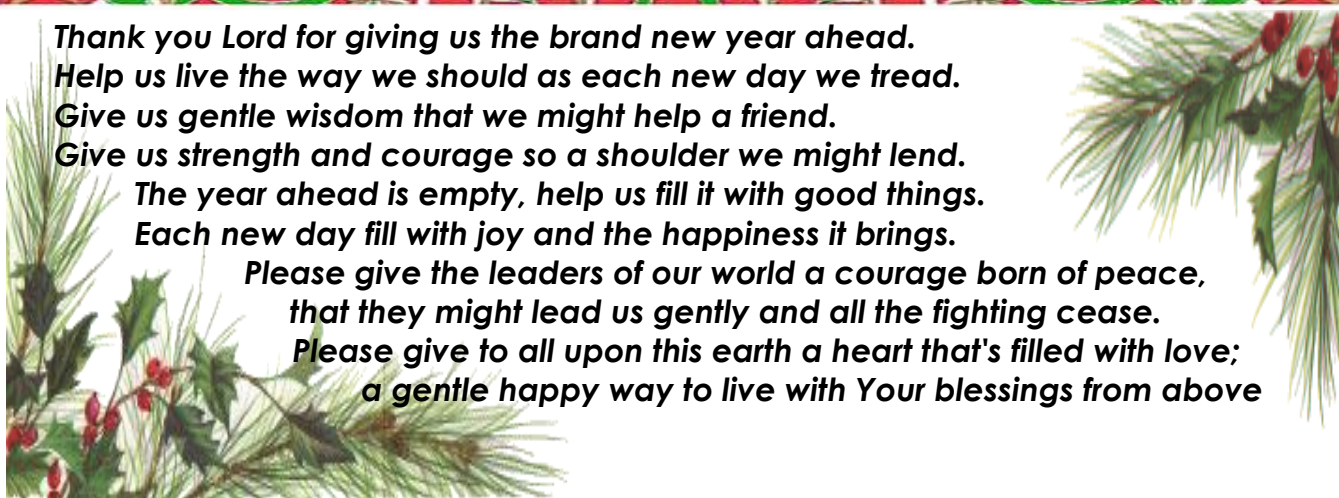 Thank you Lord for giving us the brand new year ahead.
Help us live the way we should as each new day we tread.
Give us gentle wisdom that we might help a friend.
Give us strength and courage so a shoulder we might lend.
The year ahead is empty, help us fill it with good things.
Each new day fill with joy and the happiness it brings.
Please give the leaders of our world a courage born of peace,
that they might lead us gently and all the fighting cease.
Please give to all upon this earth a heart that's filled with love;
a gentle happy way to live with Your blessings from above